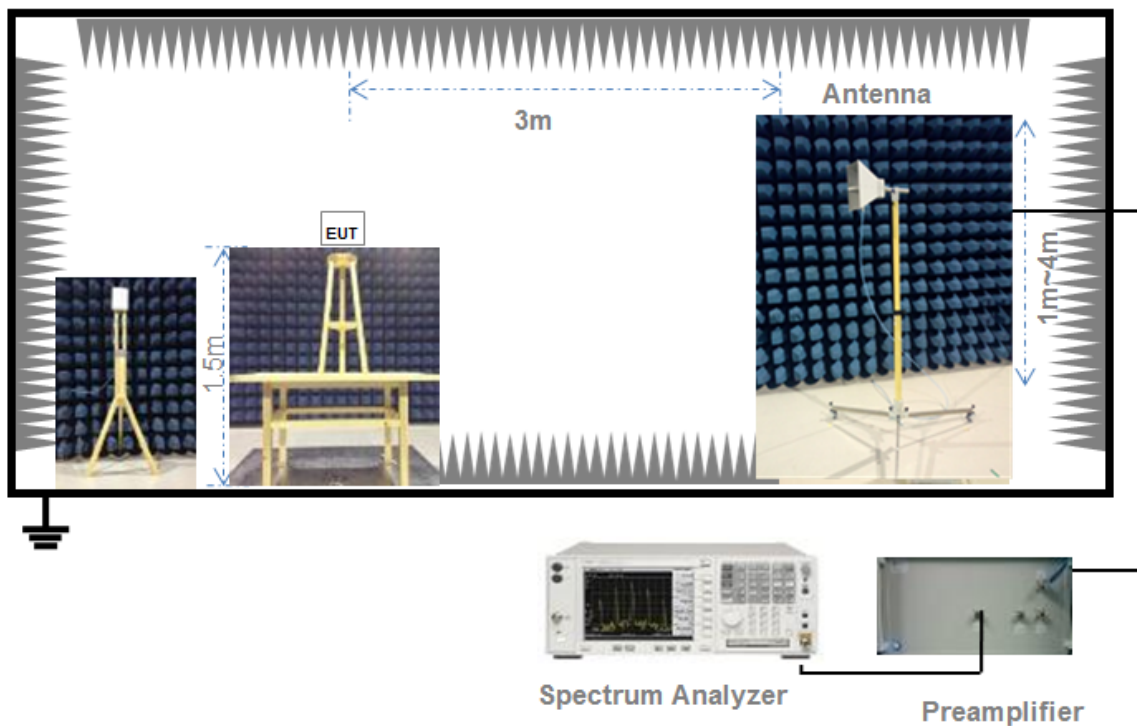 Antenna
3m
EUT
1.5m
1m~4m
Spectrum Analyzer
Preamplifier